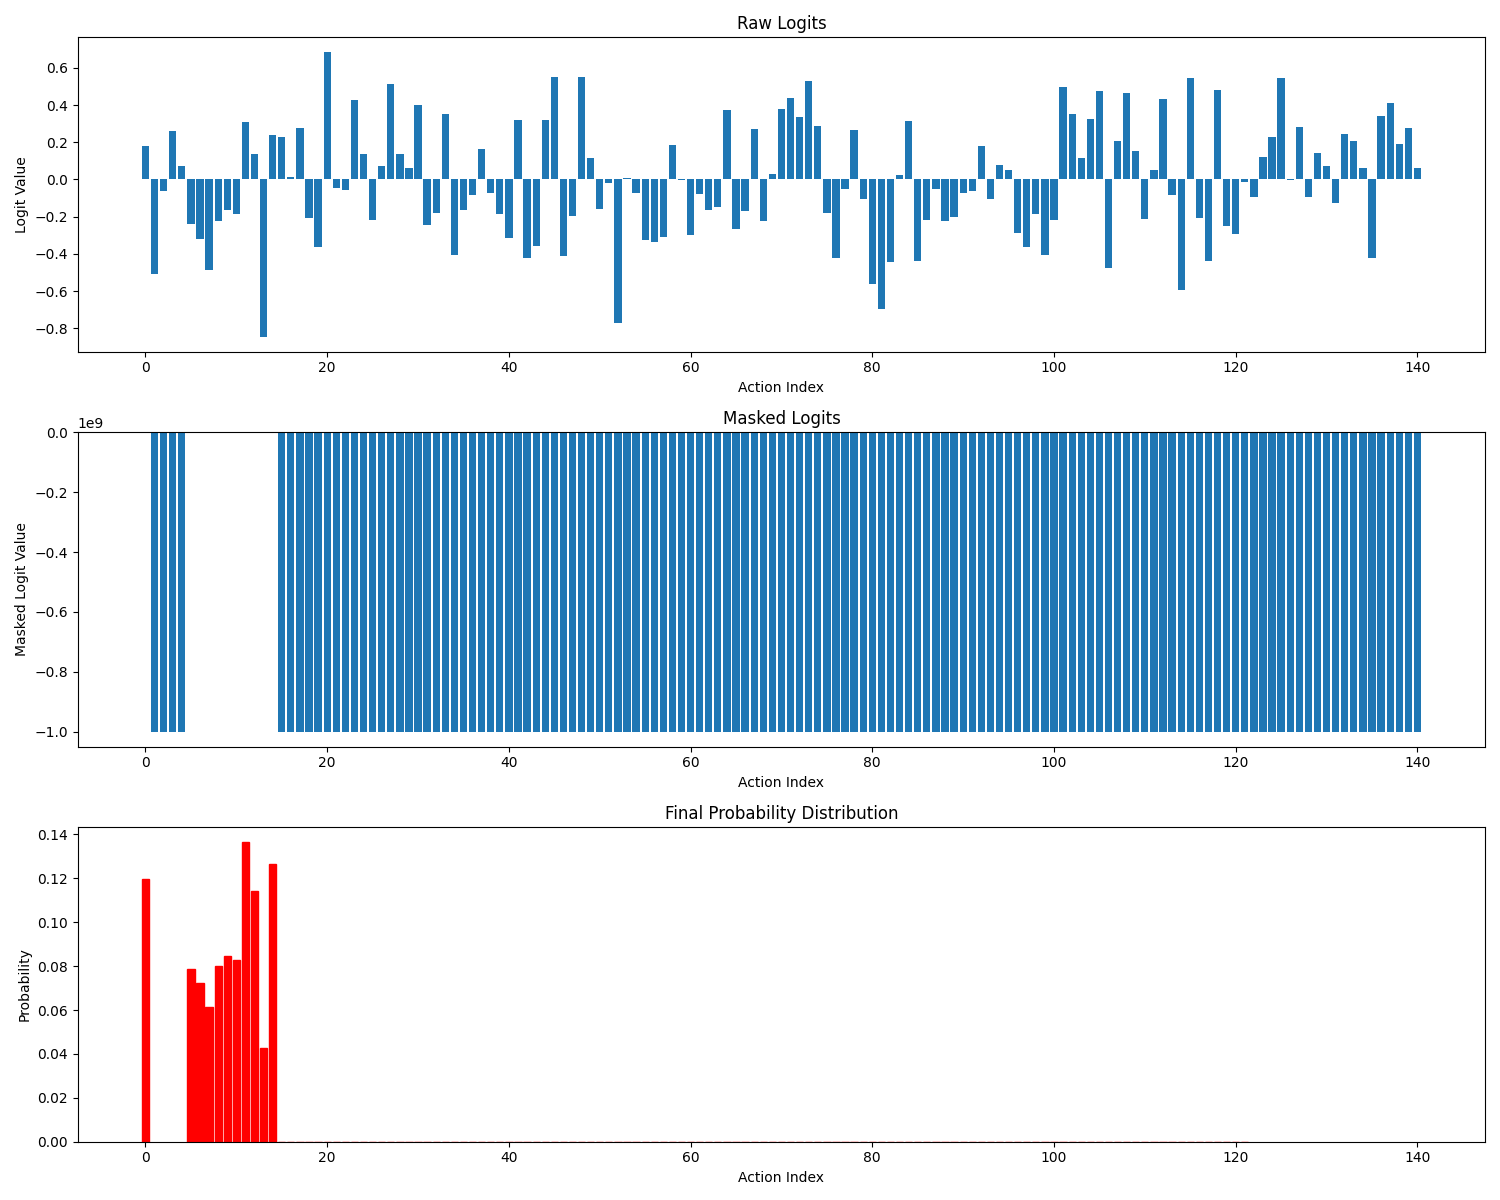 Raw Logits
0.6
0.4
0.2
0.0
−0.2
−0.4
−0.6
−0.8
Logit Value
0 20 40 60 80 100 120 140
Action Index
Masked Logits
1e9
0.0
−0.2
−0.4
−0.6
−0.8
−1.0
Masked Logit Value
0 20 40 60 80 100 120 140
Action Index
Final Probability Distribution
0.14
0.12
0.10
0.08
0.06
0.04
0.02
0.00
Probability
0 20 40 60 80 100 120 140
Action Index